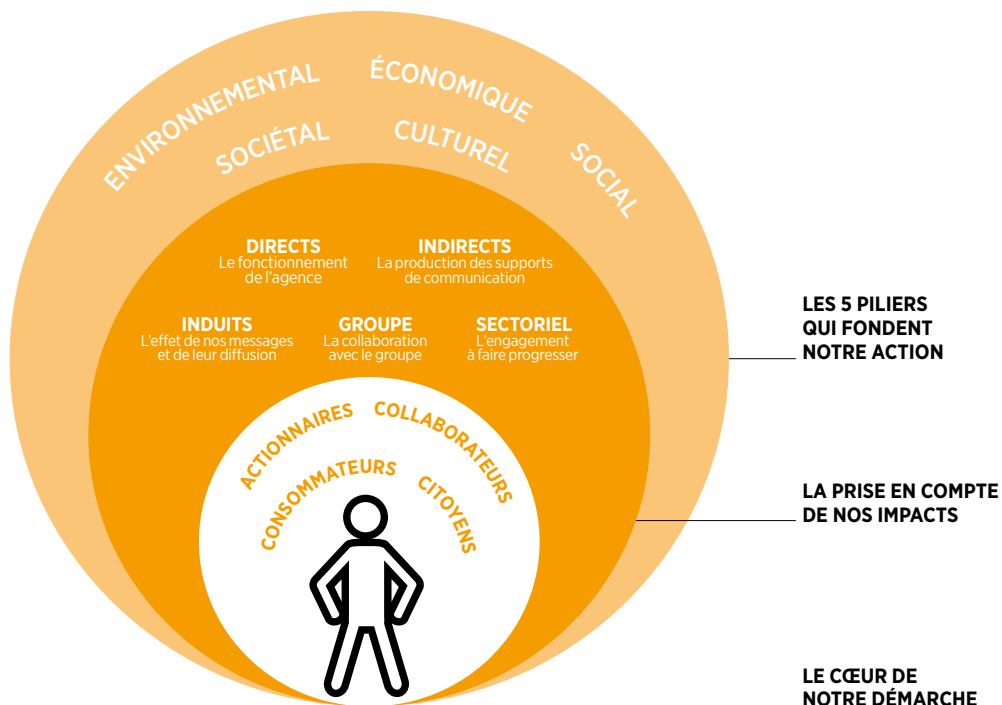 ENVIRONNEMENTAL
ÉCONOMIQUE
SOCIÉTAL
CULTUREL
SOCIAL
DIRECTS
Le fonctionnement
de l'agence
INDIRECTS
La production des supports
de communication
INDUITS
L'effet de nos messages
et de leur diffusion
GROUPE
La collaboration
avec le groupe
SECTORIEL
L'engagement
à faire progresser
ACTIONNAIRES
COLLABORATEURS
CONSOMMATEURS
CITOYENS
LES 5 PILIERS
QUI FONDENT
NOTRE ACTION
LA PRISE EN COMPTE
DE NOS IMPACTS
LE CŒUR DE
NOTRE DÉMARCHE